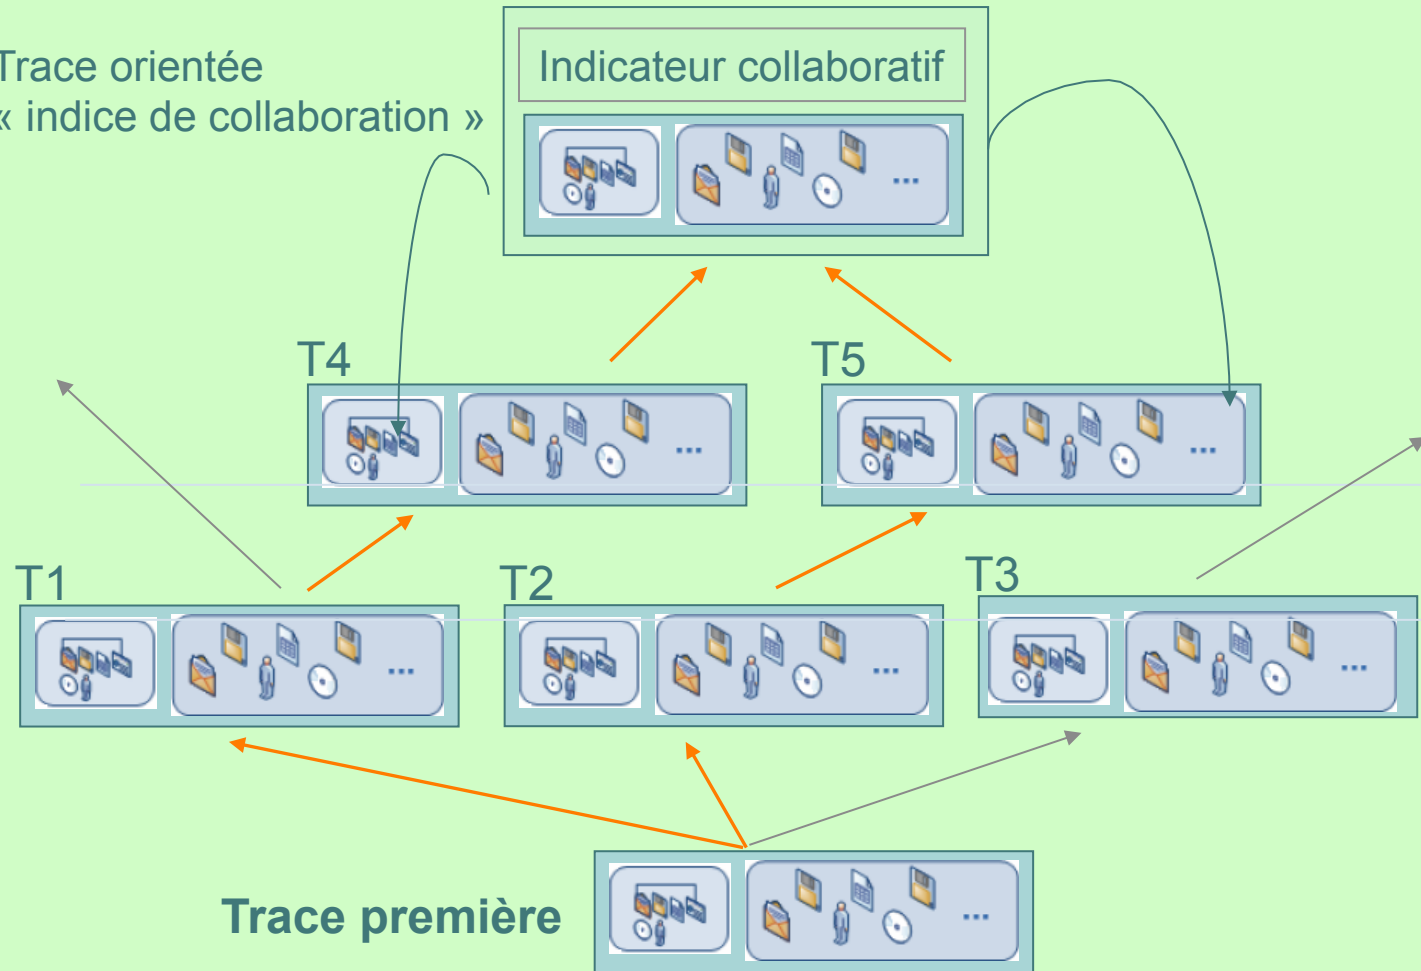 Trace orientée
« indice de collaboration »
Indicateur collaboratif
...
T4
T5
...
...
T1
T2
T3
...
...
...
Trace première
...